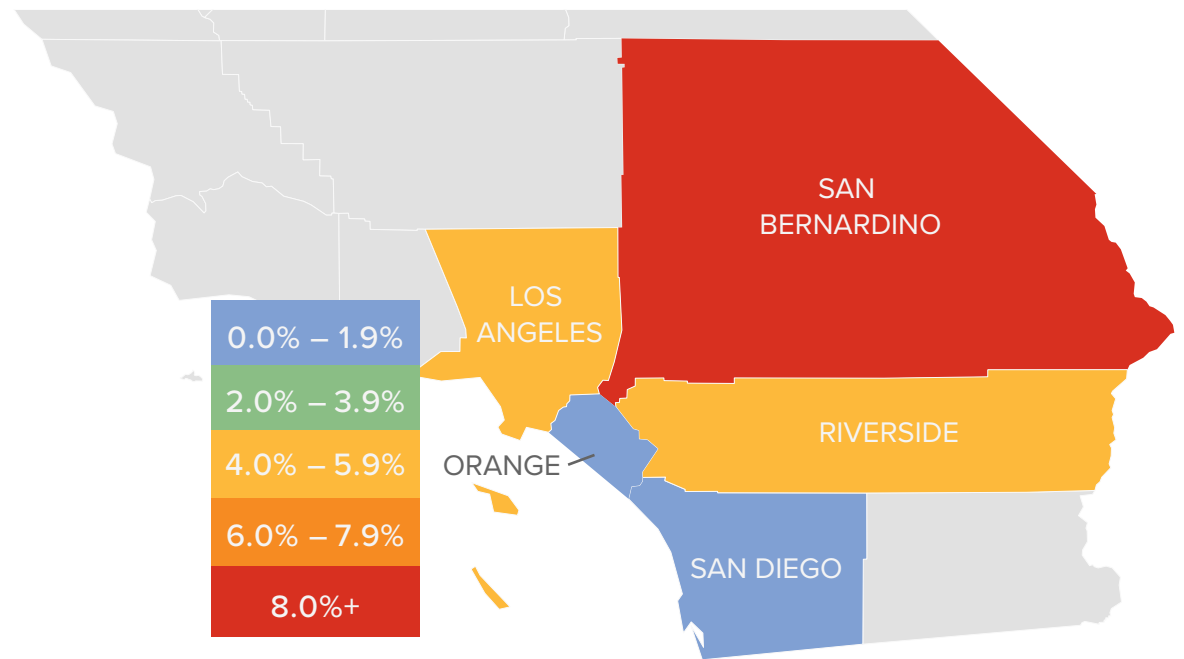 SAN
BERNARDINO
LOS
ANGELES
0.0% – 1.9%
2.0% – 3.9%
4.0% – 5.9%
6.0% – 7.9%
8.0%+
RIVERSIDE
ORANGE
SAN DIEGO